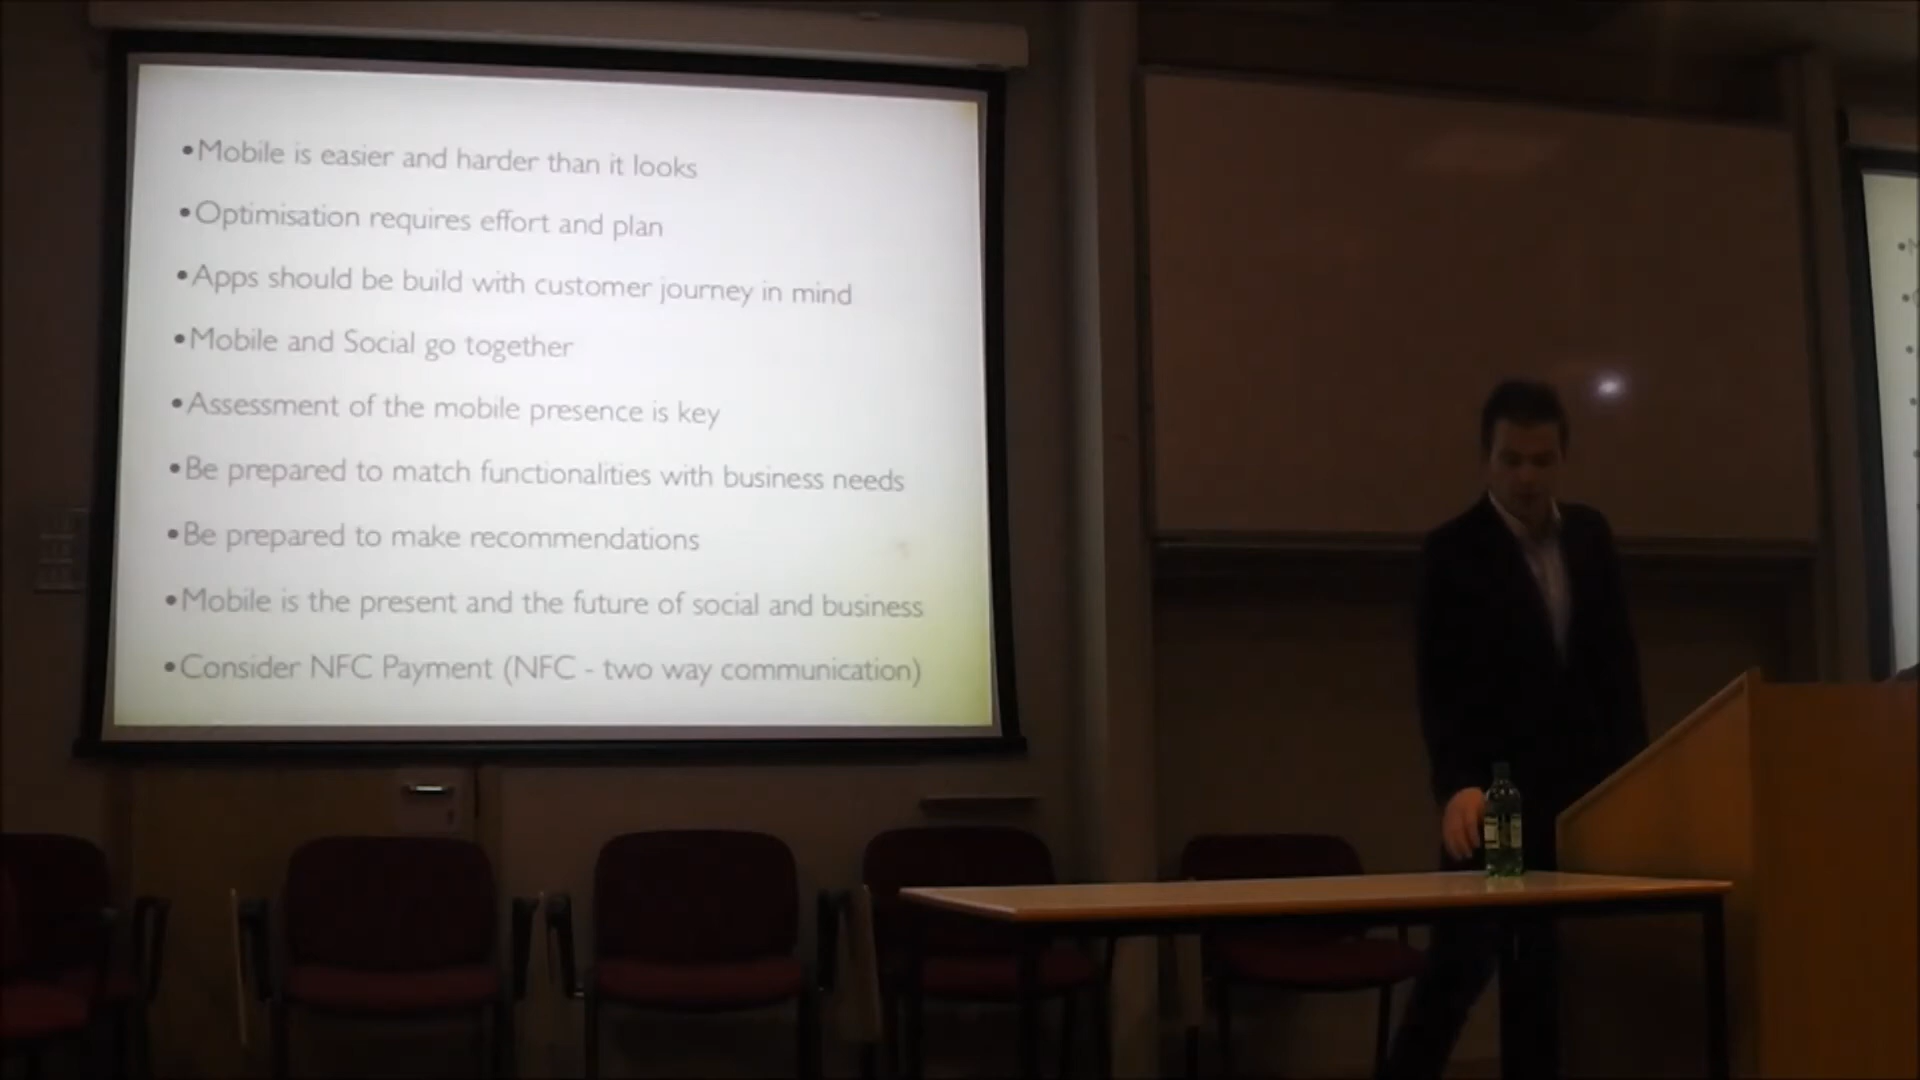 •Mobile is easier and harder than it looks
•Optimisation requires effort and plan
•Apps should be build with customer journey in mind
•Mobile and Social go together
•Assessment of the mobile presence is key
•Be prepared to match functionalities with business needs
•Be prepared to make recommendations
•Mobile is the present and the future of social and business
•Consider NFC Payment (NFC - two way communication)